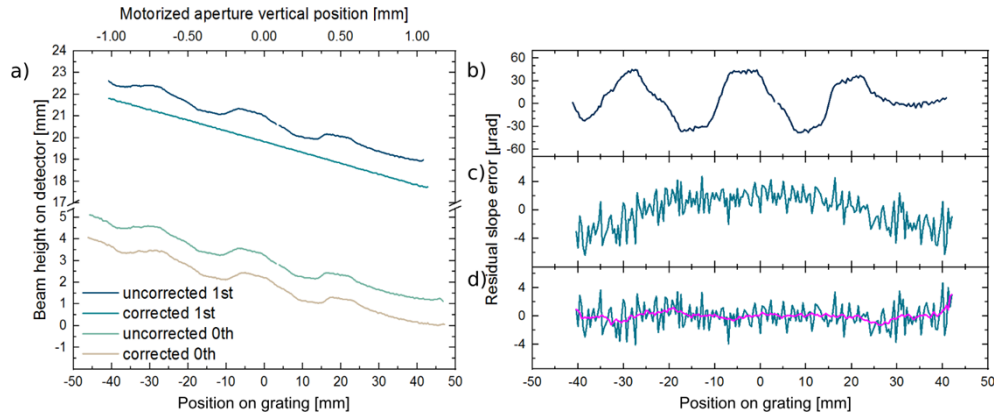 Motorized aperture vertical position [mm]
-1.00 -0.50 0.00 0.50 1.00
a)
Beam height on detector [mm]
24
23
22
21
20
19
18
17
5
4
3
2
1
0
-1
uncorrected 1st
corrected 1st
uncorrected 0th
corrected 0th
-50 -40 -30 -20 -10 0 10 20 30 40 50
Position on grating [mm]
Residual slope error [μrad]
b)
60
30
0
-30
-60
c)
4
0
-4
d)
4
0
-4
-50 -40 -30 -20 -10 0 10 20 30 40 50
Position on grating [mm]